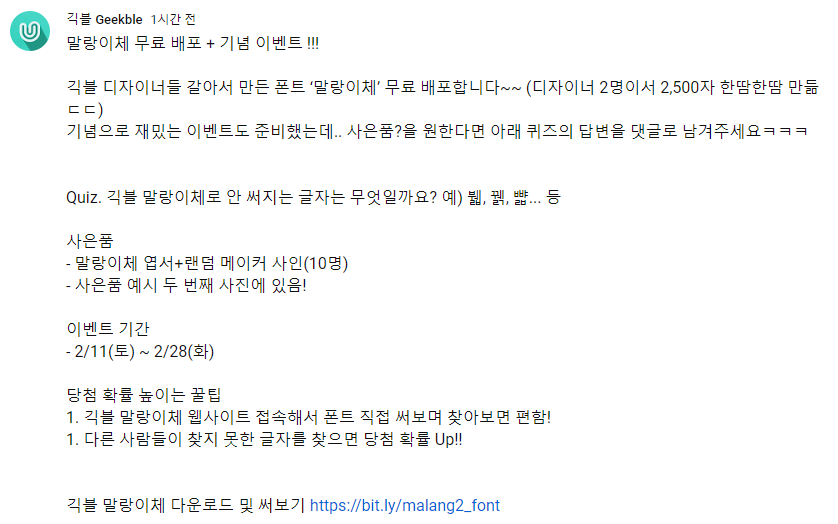 긱블 Geekble 1시간 전
말랑이체 무료 배포 + 기념 이벤트 !!!
긱블 디자이너들 갈아서 만든 폰트 ‘말랑이체’ 무료 배포합니다~~ (디자이너 2명이서 2,500자 한땀한땀 만듦
ㄷㄷ)
기념으로 재밌는 이벤트도 준비했는데.. 사은품?을 원한다면 아래 퀴즈의 답변을 댓글로 남겨주세요ㅋㅋㅋ
Quiz. 긱블 말랑이체로 안 써지는 글자는 무엇일까요? 예) 뷃, 꿹, 뺣... 등
사은품
- 말랑이체 엽서+랜덤 메이커 사인(10명)
- 사은품 예시 두 번째 사진에 있음!
이벤트 기간
- 2/11(토) ~ 2/28(화)
당첨 확률 높이는 꿀팁
1. 긱블 말랑이체 웹사이트 접속해서 폰트 직접 써보며 찾아보면 편함!
1. 다른 사람들이 찾지 못한 글자를 찾으면 당첨 확률 Up!!
긱블 말랑이체 다운로드 및 써보기 https://bit.ly/malang2_font